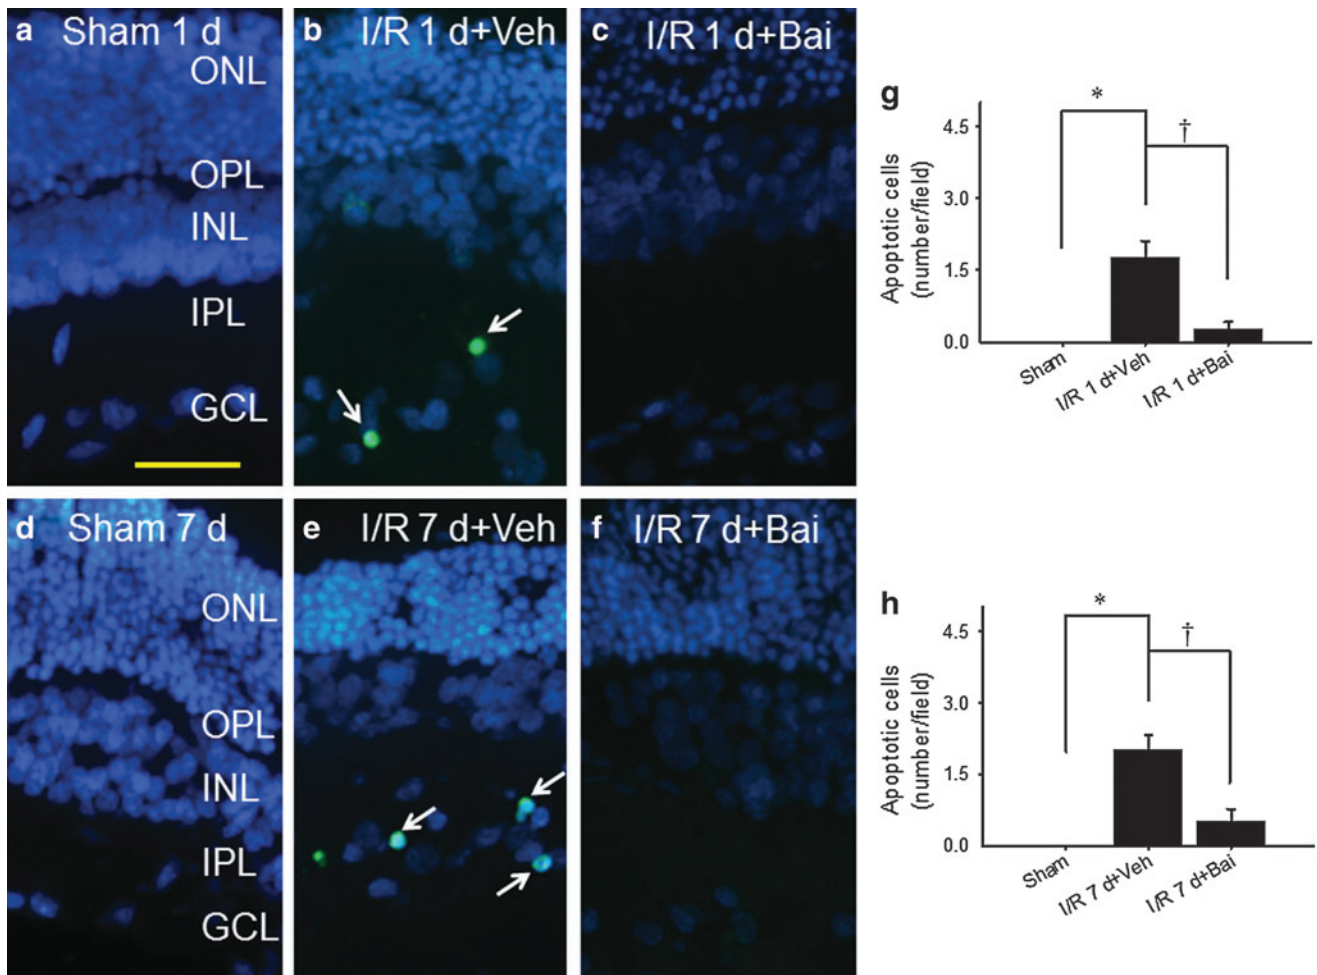 a Sham 1 d
ONL
OPL
INL
IPL
GCL
b I/R 1 d+Veh
c I/R 1 d+Bai
d Sham 7 d
ONL
OPL
INL
IPL
GCL
e I/R 7 d+Veh
f I/R 7 d+Bai
g
Apoptotic cells
(number/field)
4.5
3.0
1.5
0.0
*
†
Sham
I/R 1 d+Veh
I/R 1 d+Bai
h
Apoptotic cells
(number/field)
4.5
3.0
1.5
0.0
*
†
Sham
I/R 7 d+Veh
I/R 7 d+Bai